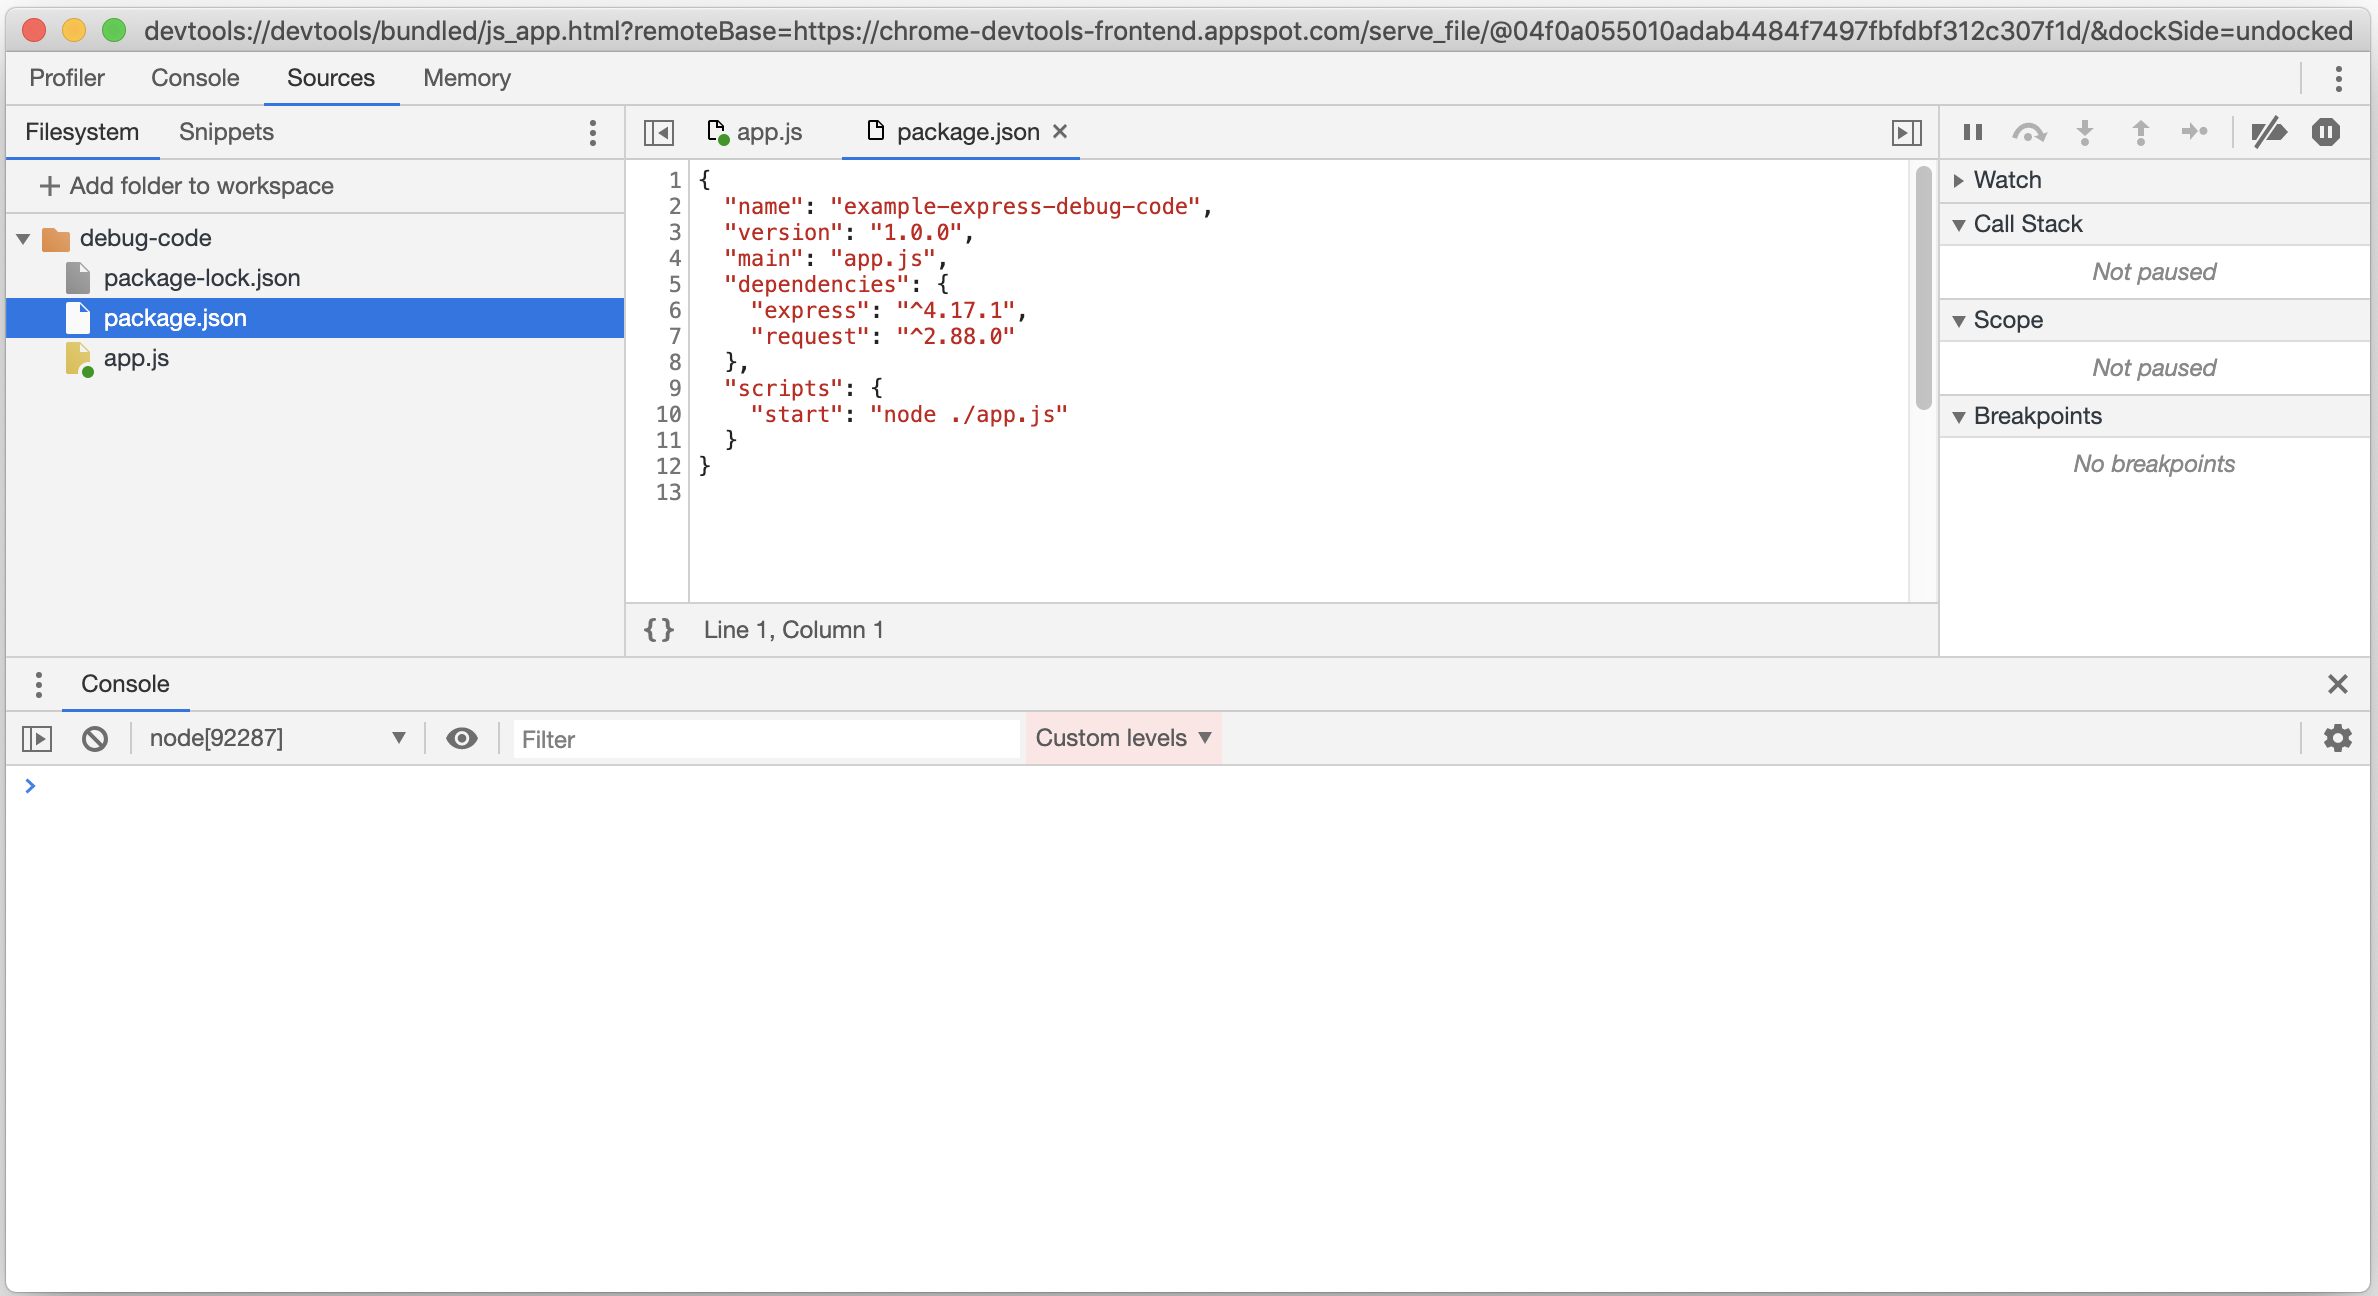 devtools://devtools/bundled/js_app.html?remoteBase=https://chrome-devtools-frontend.appspot.com/serve_file/@04f0a055010adab4484f7497fbfdbf312c307f1d/&dockSide=undocked
Profiler Console Sources Memory
Filesystem Snippets
+ Add folder to workspace
debug-code
package-lock.json
package.json
app.js
app.js package.json ×
1 {
2   "name": "example-express-debug-code",
3   "version": "1.0.0",
4   "main": "app.js",
5   "dependencies": {
6     "express": "^4.17.1",
7     "request": "^2.88.0"
8   },
9   "scripts": {
10     "start": "node ./app.js"
11   }
12 }
13
{} Line 1, Column 1
Watch
Call Stack
Not paused
Scope
Not paused
Breakpoints
No breakpoints
Console
node[92287] Filter Custom levels